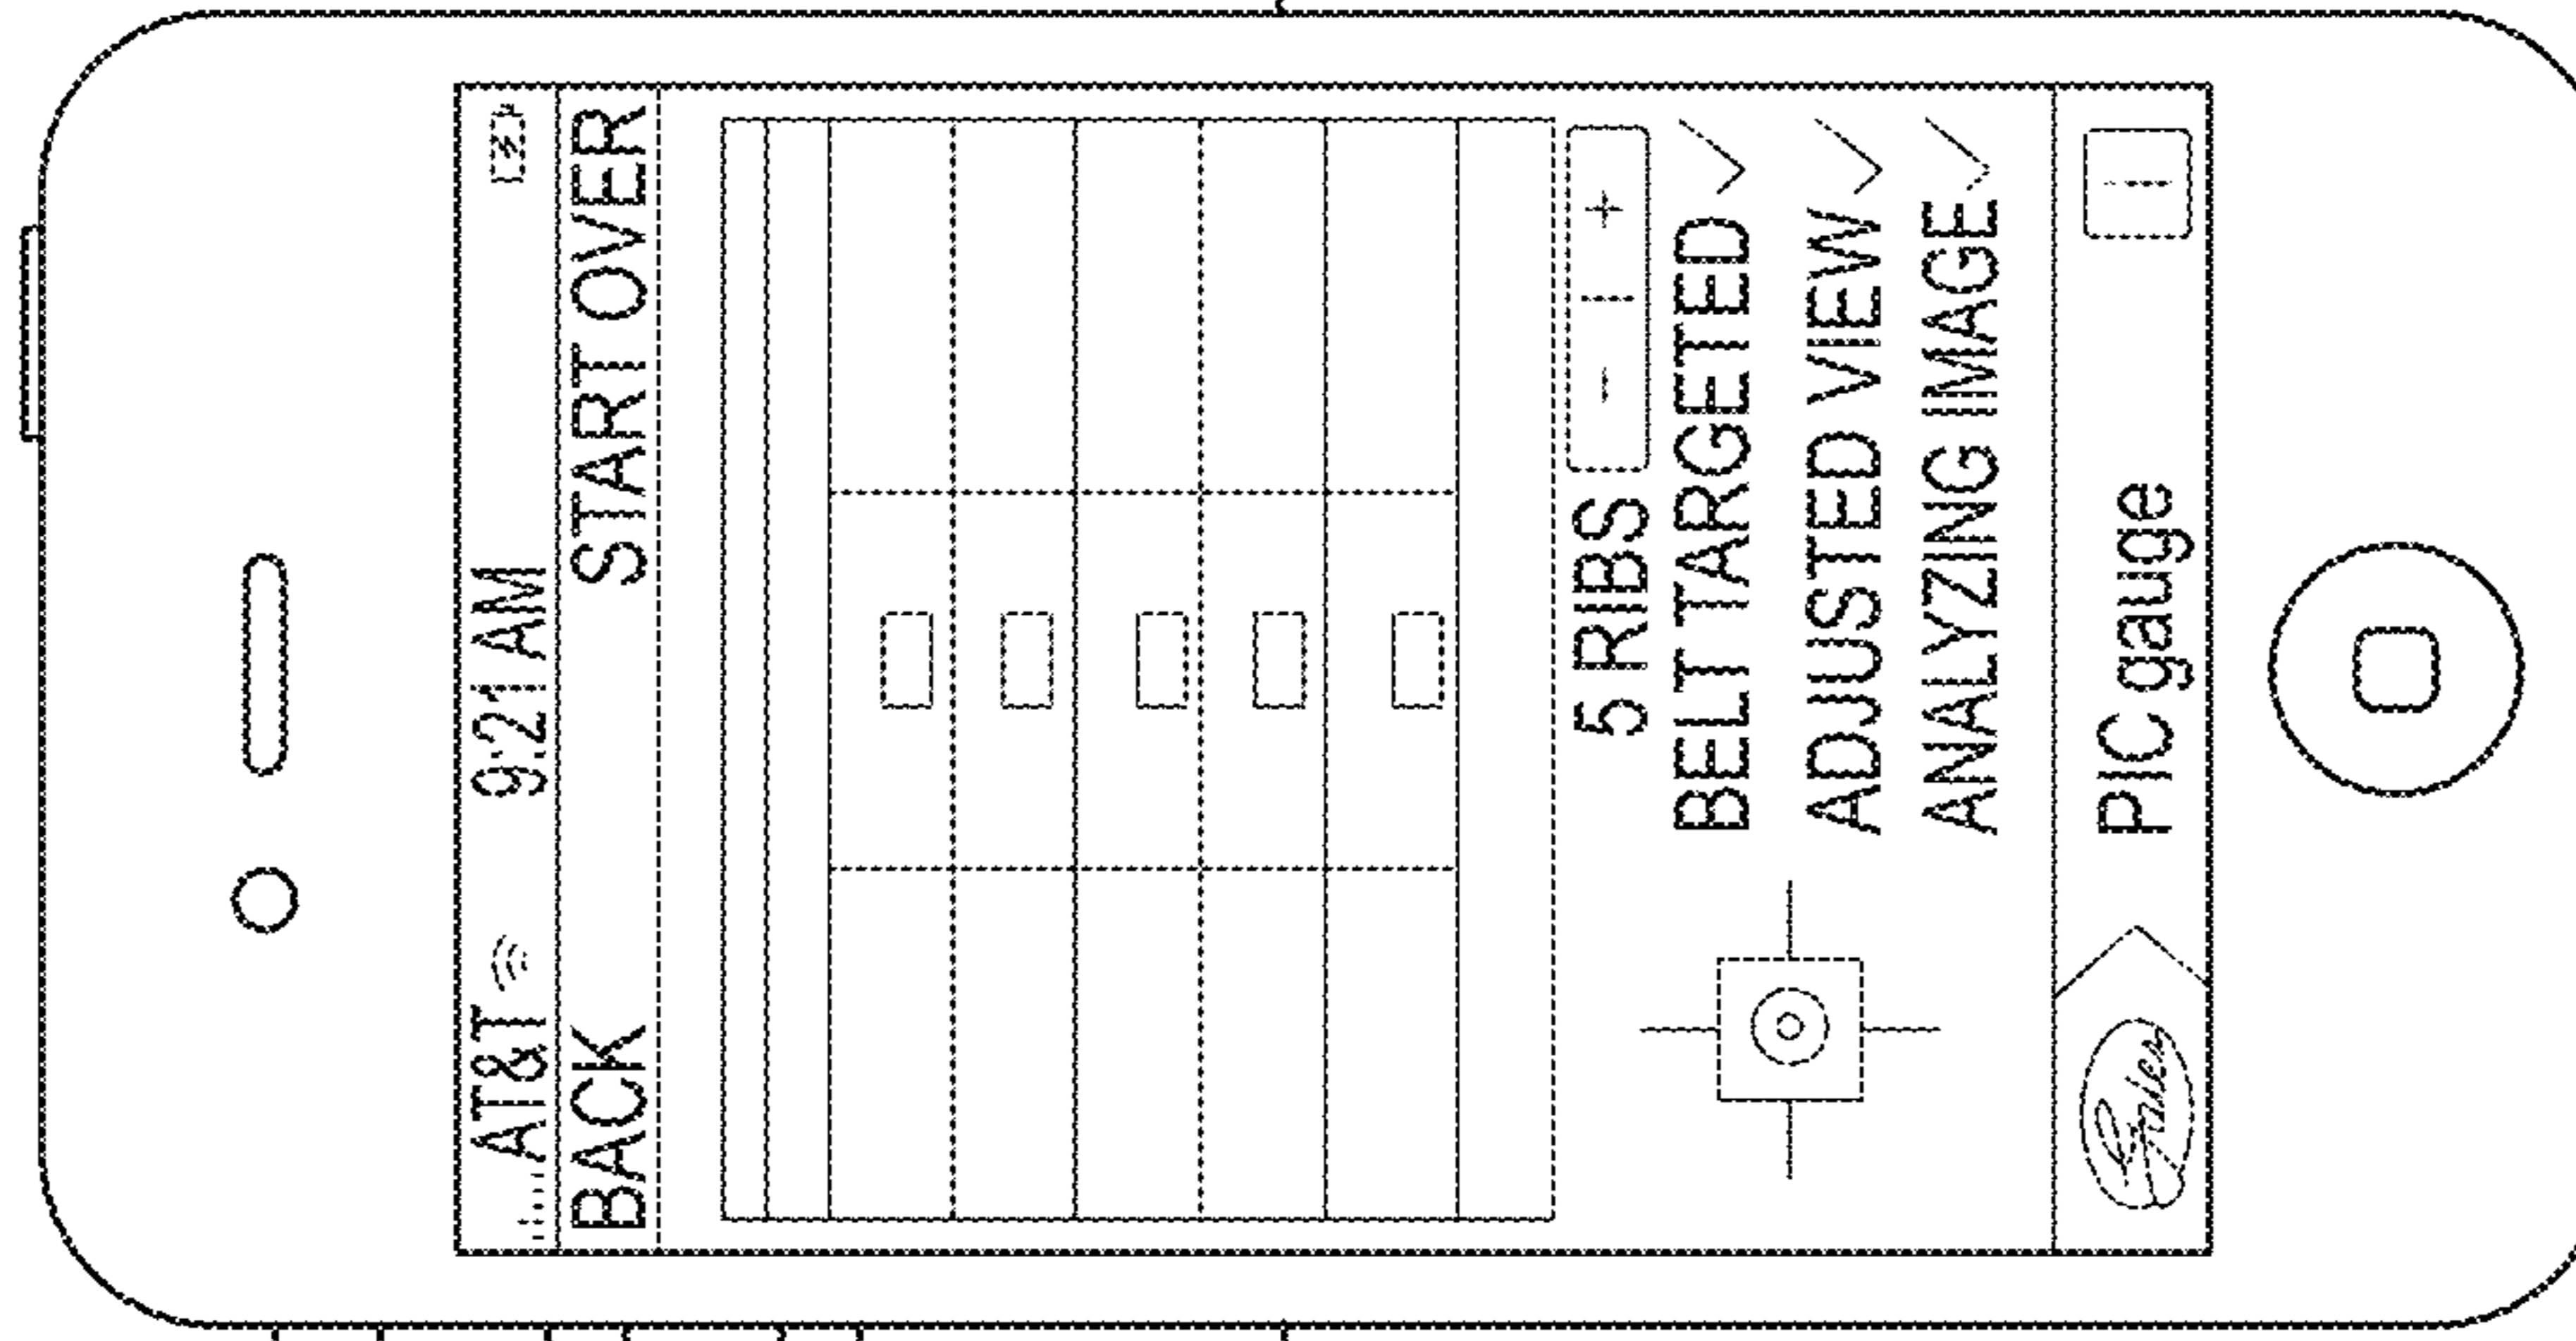 AT&T 9:21 AM
BACK START OVER
5 RIBS - +
BELT TARGETED
ADJUSTED VIEW
ANALYZING IMAGE
PIC gauge